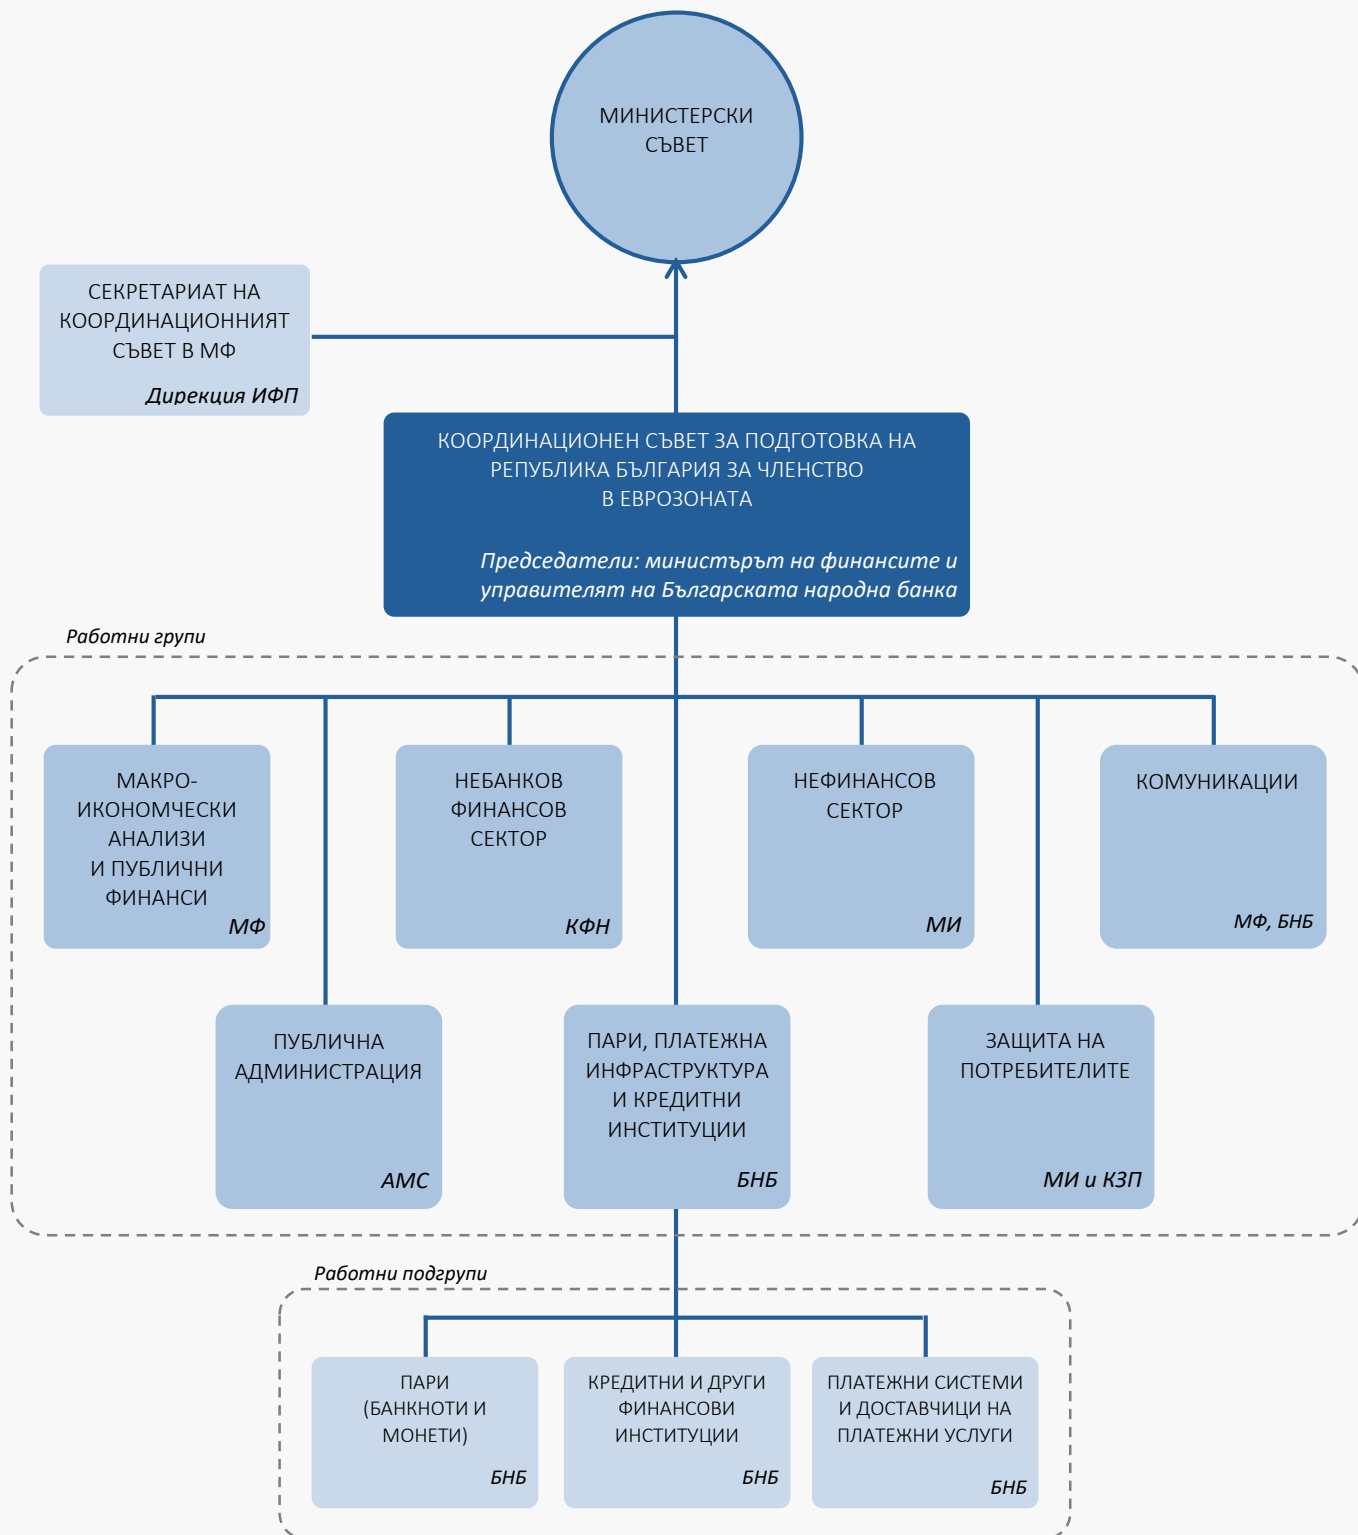 МИНИСТЕРСКИ
СЪВЕТ
СЕКРЕТАРИАТ НА
КООРДИНАЦИОННИЯТ
СЪВЕТ В МФ
Дирекция ИФП
КООРДИНАЦИОНЕН СЪВЕТ ЗА ПОДГОТОВКА НА
РЕПУБЛИКА БЪЛГАРИЯ ЗА ЧЛЕНСТВО
В ЕВРОЗОНАТА
Председатели: министърът на финансите и
управителят на Българската народна банка
Работни групи
МАКРО-
ИКОНОМЧЕСКИ
АНАЛИЗИ
И ПУБЛИЧНИ
ФИНАНСИ
МФ
НЕБАНКОВ
ФИНАНСОВ
СЕКТОР
КФН
НЕФИНАНСОВ
СЕКТОР
МИ
КОМУНИКАЦИИ
МФ, БНБ
ПУБЛИЧНА
АДМИНИСТРАЦИЯ
АМС
ПАРИ, ПЛАТЕЖНА
ИНФРАСТРУКТУРА
И КРЕДИТНИ
ИНСТИТУЦИИ
БНБ
ЗАЩИТА НА
ПОТРЕБИТЕЛИТЕ
МИ и КЗП
Работни подгрупи
ПАРИ
(БАНКНОТИ И
МОНЕТИ)
БНБ
КРЕДИТНИ И ДРУГИ
ФИНАНСОВИ
ИНСТИТУЦИИ
БНБ
ПЛАТЕЖНИ СИСТЕМИ
И ДОСТАВЧИЦИ НА
ПЛАТЕЖНИ УСЛУГИ
БНБ